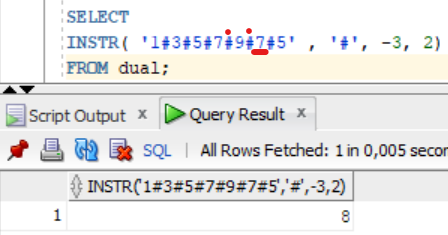 SELECT
INSTR( '1#3#5#7#9#7#5' , '#', -3, 2)
FROM dual;
Script Output x Query Result x
SQL | All Rows Fetched: 1 in 0,005 secor
INSTR('1#3#5#7#9#7#5','#',-3,2)
1 8